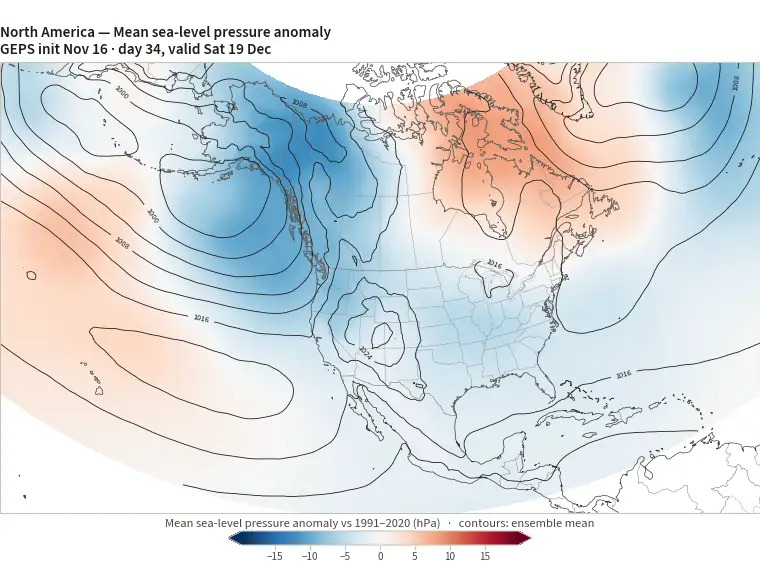 North America — Mean sea-level pressure anomaly
GEPS init Nov 16 · day 34, valid Sat 19 Dec
1000
1008
1008
1000
1008
1016
1016
1024
1016
Mean sea-level pressure anomaly vs 1991–2020 (hPa) · contours: ensemble mean
−15 −10 −5 0 5 10 15